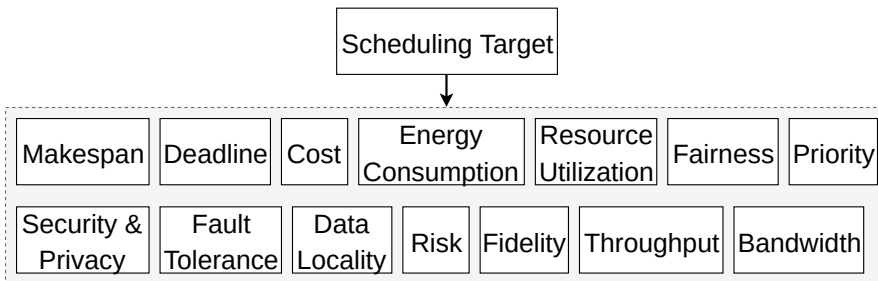 Scheduling Target
Makespan
Deadline
Cost
Energy
Consumption
Resource
Utilization
Fairness
Priority
Security &
Privacy
Fault
Tolerance
Data
Locality
Risk
Fidelity
Throughput
Bandwidth